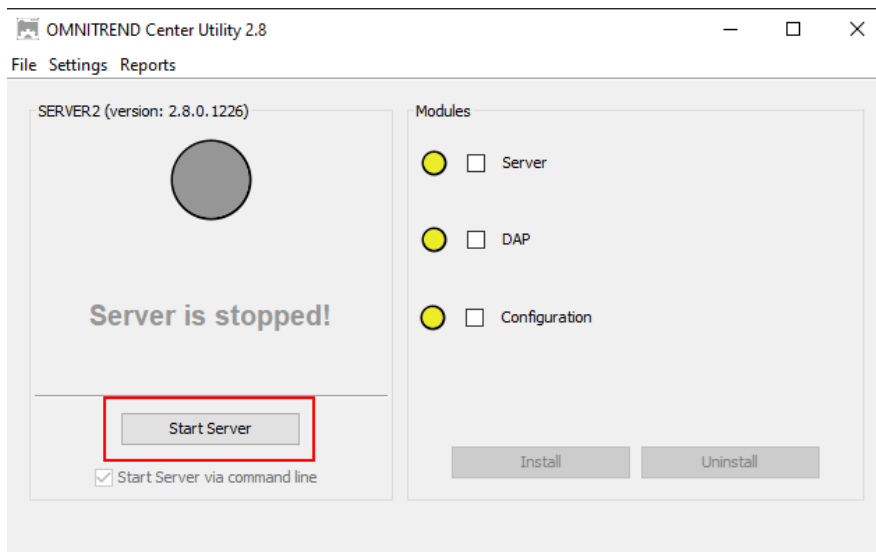 OMNITREND Center Utility 2.8
File Settings Reports
SERVER2 (version: 2.8.0.1226)
Server is stopped!
Start Server
Start Server via command line
Modules
Server
DAP
Configuration
Install Uninstall